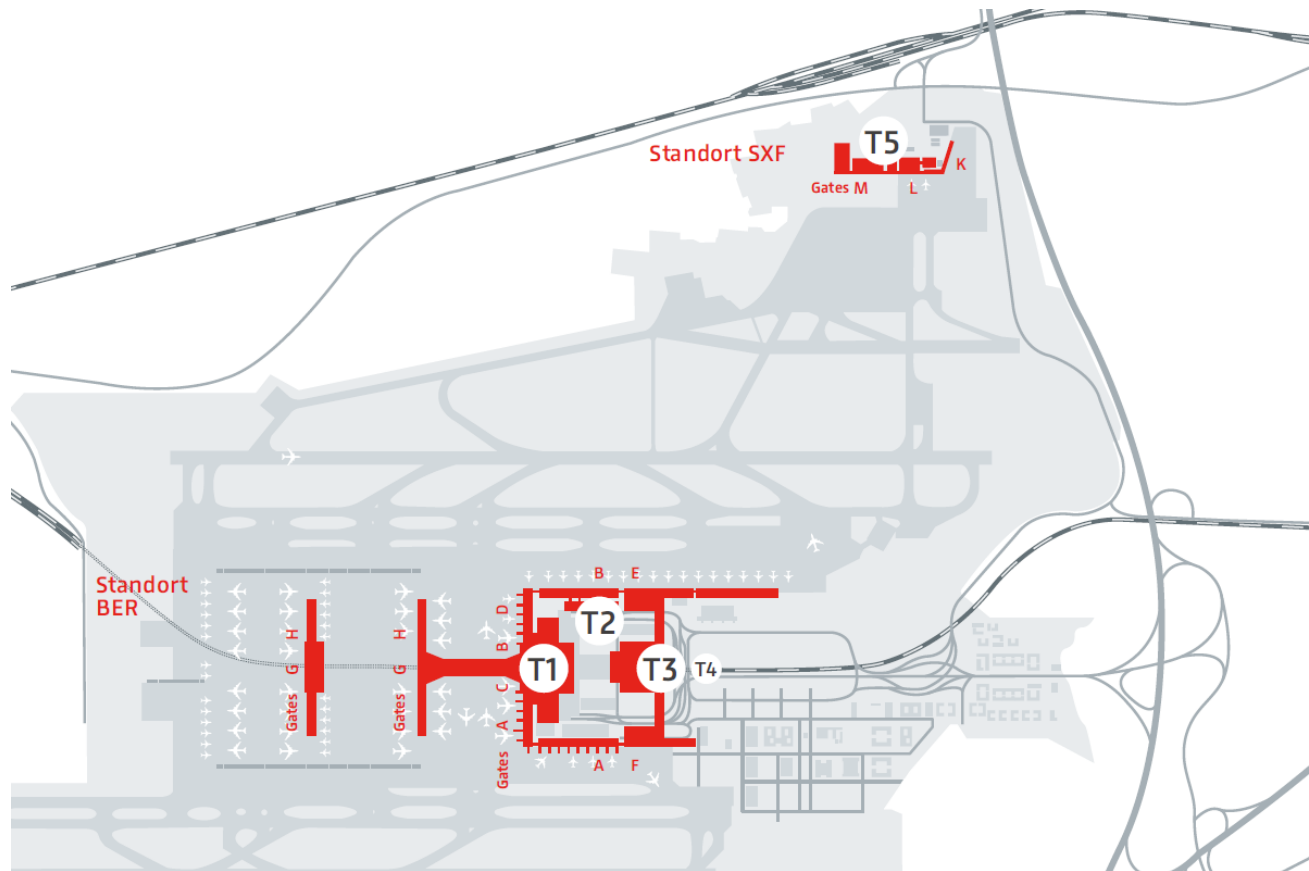 T5
Standort SXF
K
Gates M
L
Standort
BER
B
E
D
T2
H
H
B
G
G
T1
T3
T4
C
Gates
Gates
A
Gates
A
F